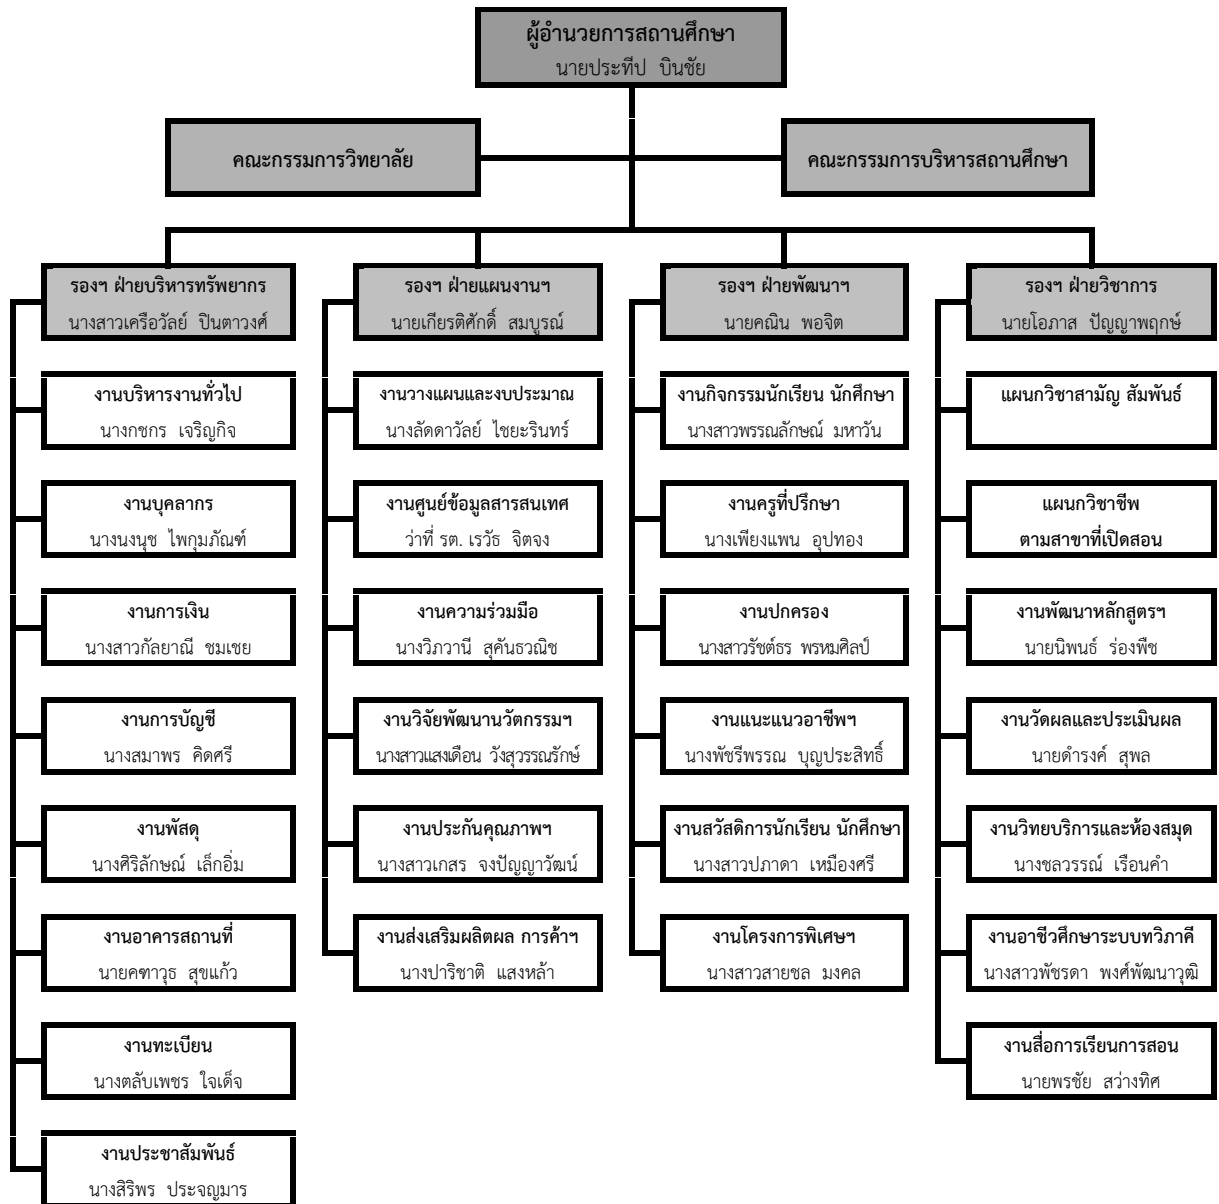 ผู้อำนวยการสถานศึกษา
นายประทีป บินชัย
คณะกรรมการวิทยาลัย
คณะกรรมการบริหารสถานศึกษา
รองฯ ฝ่ายบริหารทรัพยากร
นางสาวเครือวัลย์ ปินตาวงศ์
งานบริหารงานทั่วไป
นางกชกร เจริญกิจ
งานบุคลากร
นางนงนุช ไพกุมภัณฑ์
งานการเงิน
นางสาวกัลยาณี ชมเชย
งานการบัญชี
นางสมาพร คิดศรี
งานพัสดุ
นางศิริลักษณ์ เล็กอิ่ม
งานอาคารสถานที่
นายคฑาวุธ สุขแก้ว
งานทะเบียน
นางตลับเพชร ใจเด็จ
งานประชาสัมพันธ์
นางสิริพร ประจญมาร
รองฯ ฝ่ายแผนงานฯ
นายเกียรติศักดิ์ สมบูรณ์
งานวางแผนและงบประมาณ
นางลัดดาวัลย์ ไชยะรินทร์
งานศูนย์ข้อมูลสารสนเทศ
ว่าที่ รต. เรวัธ จิตจง
งานความร่วมมือ
นางวิภวานี สุคันธวณิช
งานวิจัยพัฒนานวัตกรรมฯ
นางสาวแสงเดือน วังสุวรรณรักษ์
งานประกันคุณภาพฯ
นางสาวเกสร จงปัญญาวัฒน์
งานส่งเสริมผลิตผล การค้าฯ
นางปาริชาติ แสงหล้า
รองฯ ฝ่ายพัฒนาฯ
นายคณิน พอจิต
งานกิจกรรมนักเรียน นักศึกษา
นางสาวพรรณลักษณ์ มหาวัน
งานครูที่ปรึกษา
นางเพียงแพน อุปทอง
งานปกครอง
นางสาวรัชต์ธร พรหมศิลป์
งานแนะแนวอาชีพฯ
นางพัชรีพรรณ บุญประสิทธิ์
งานสวัสดิการนักเรียน นักศึกษา
นางสาวปภาดา เหมืองศรี
งานโครงการพิเศษฯ
นางสาวสายชล มงคล
รองฯ ฝ่ายวิชาการ
นายโอภาส ปัญญาพฤกษ์
แผนกวิชาสามัญ สัมพันธ์
แผนกวิชาชีพ
ตามสาขาที่เปิดสอน
งานพัฒนาหลักสูตรฯ
นายนิพนธ์ ร่องพืช
งานวัดผลและประเมินผล
นายดำรงค์ สุพล
งานวิทยบริการและห้องสมุด
นางชลวรรณ์ เรือนคำ
งานอาชีวศึกษาระบบทวิภาคี
นางสาวพัชรดา พงศ์พัฒนาวุฒิ
งานสื่อการเรียนการสอน
นายพรชัย สว่างทิศ